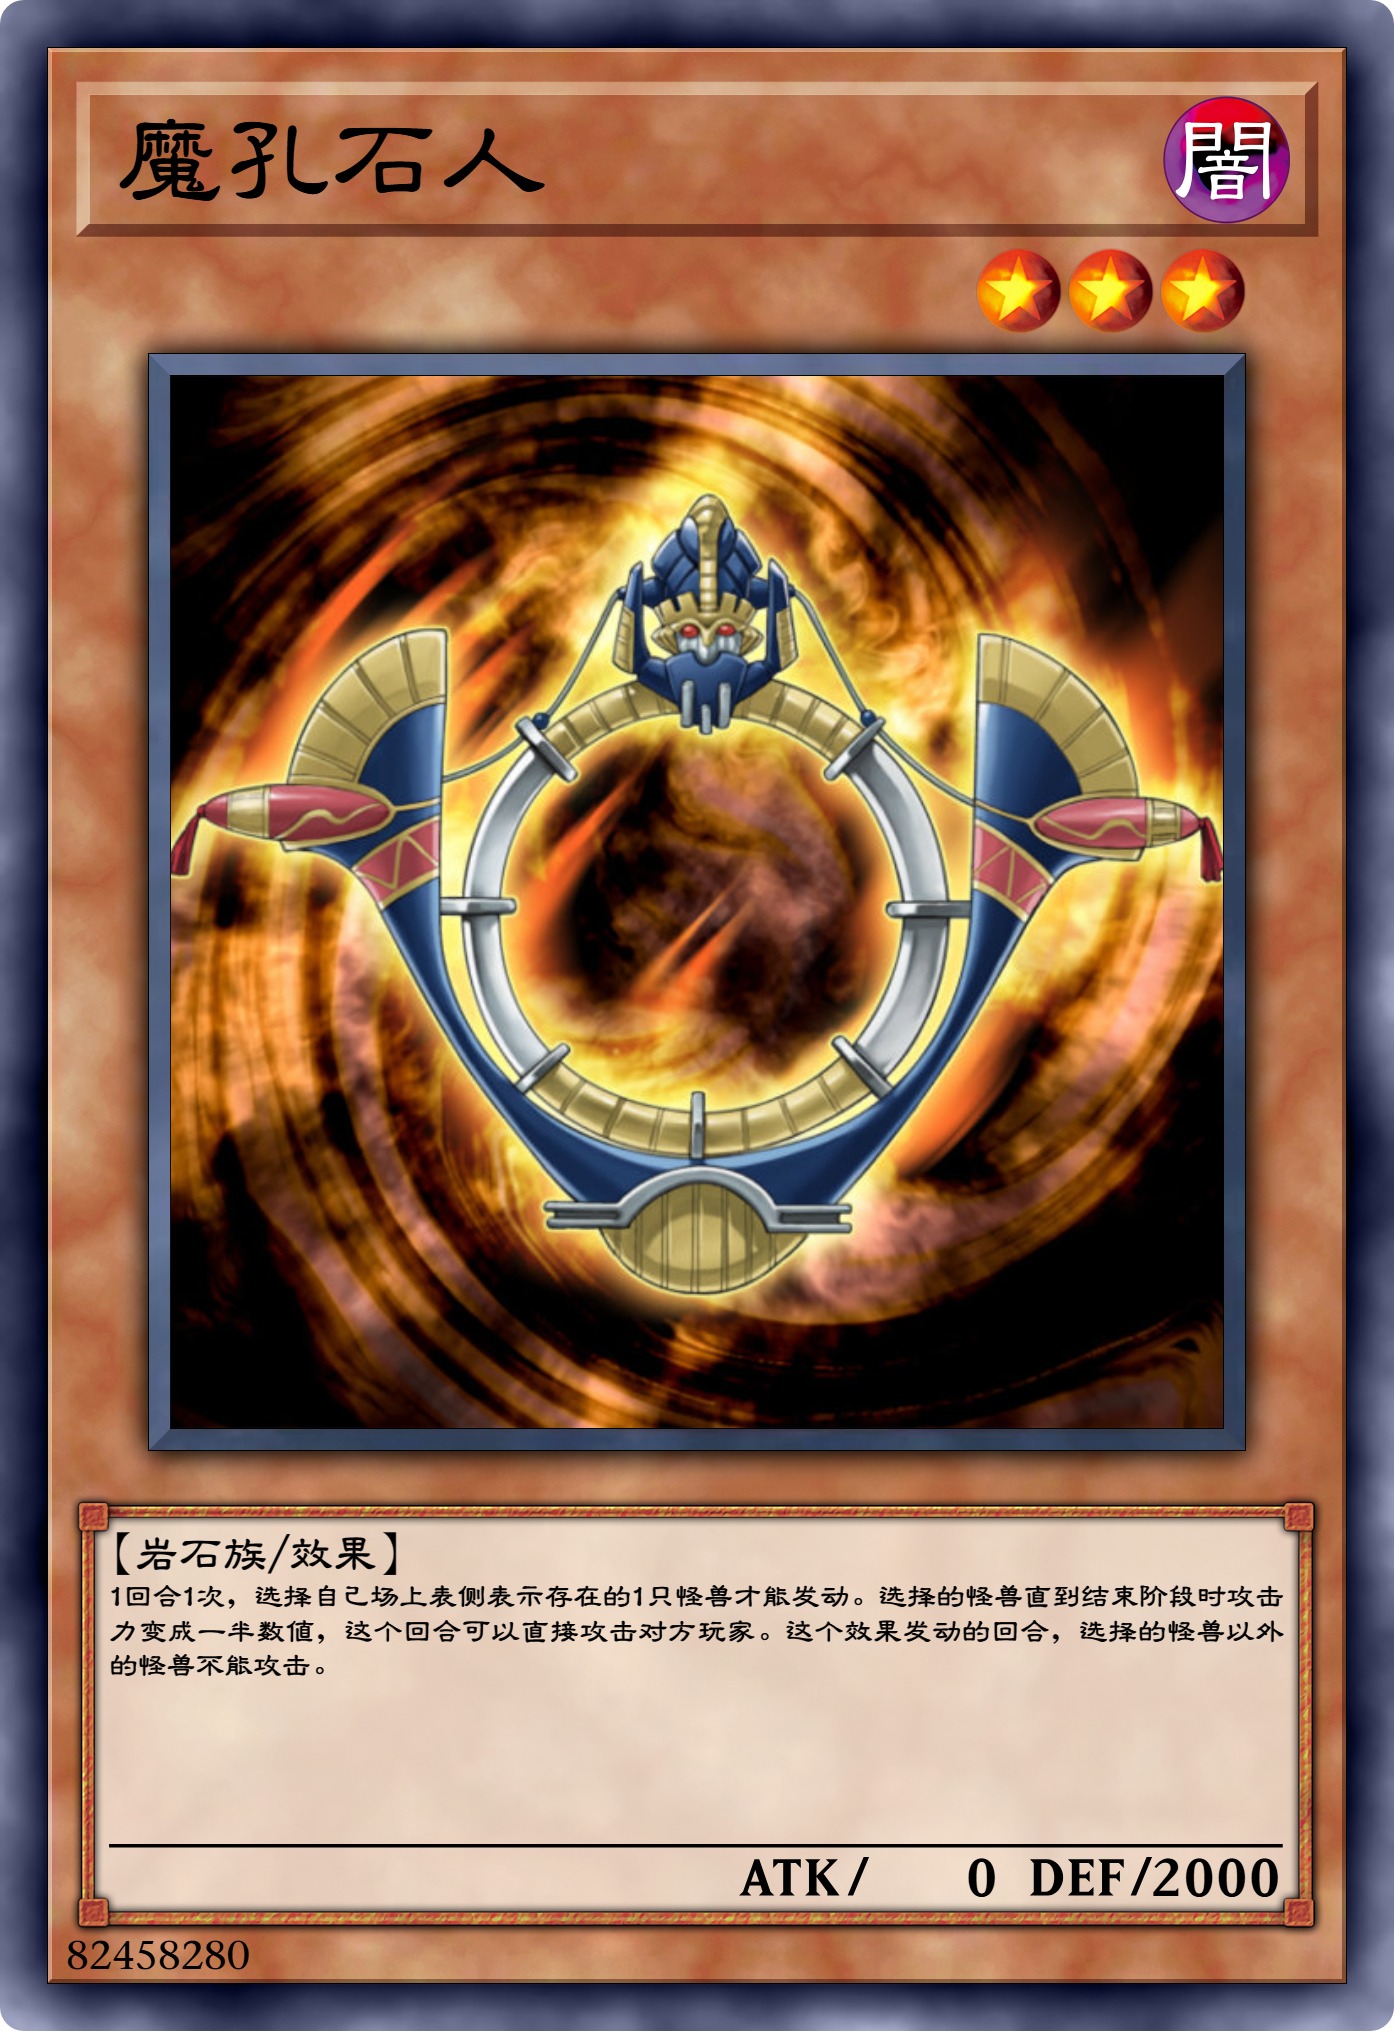 魔孔石人
闇
【岩石族/效果】
1回合1次，选择自己场上表侧表示存在的1只怪兽才能发动。选择的怪兽直到结束阶段时攻击
力变成一半数值，这个回合可以直接攻击对方玩家。这个效果发动的回合，选择的怪兽以外
的怪兽不能攻击。
ATK/ 0 DEF/2000
82458280